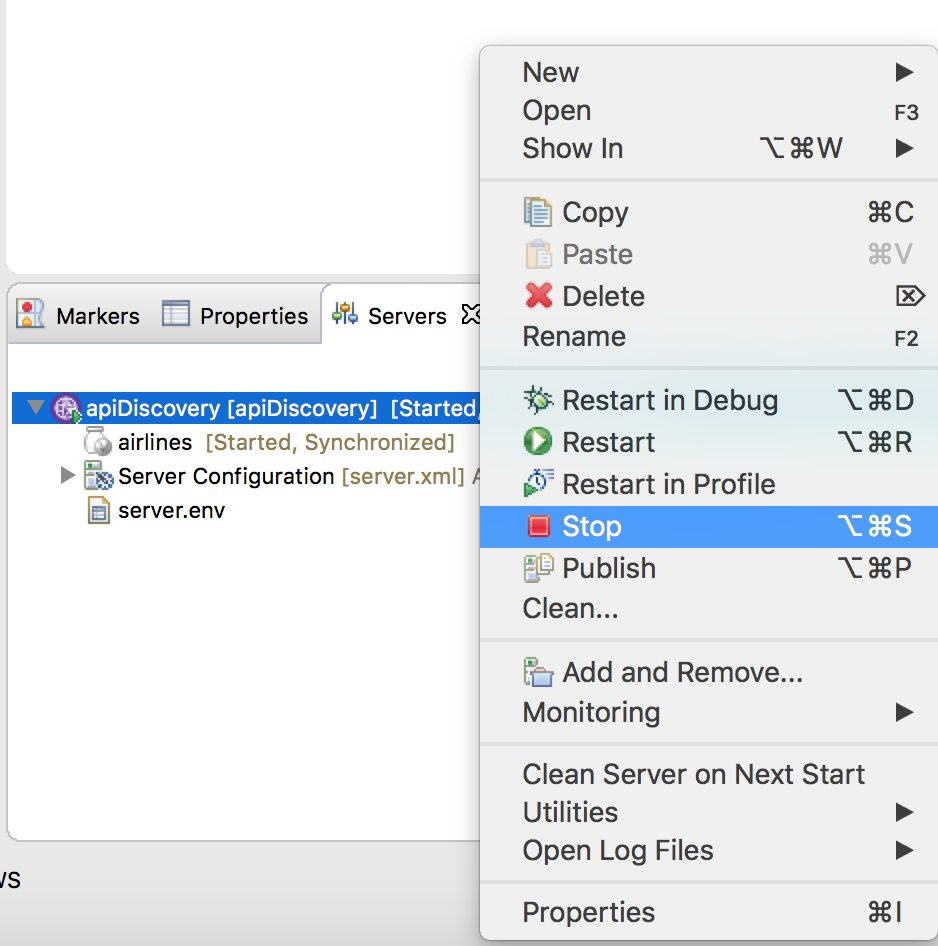 New
Open F3
Show In ⌥⌘W
Copy ⌘C
Paste ⌘V
Delete ⌦
Rename F2
Restart in Debug ⌥⌘D
Restart ⌥⌘R
Restart in Profile
Stop ⌥⌘S
Publish ⌥⌘P
Clean...
Add and Remove...
Monitoring
Clean Server on Next Start
Utilities
Open Log Files
Properties ⌘I
Markers Properties Servers
apiDiscovery [apiDiscovery] [Started,
airlines [Started, Synchronized]
Server Configuration [server.xml]
server.env